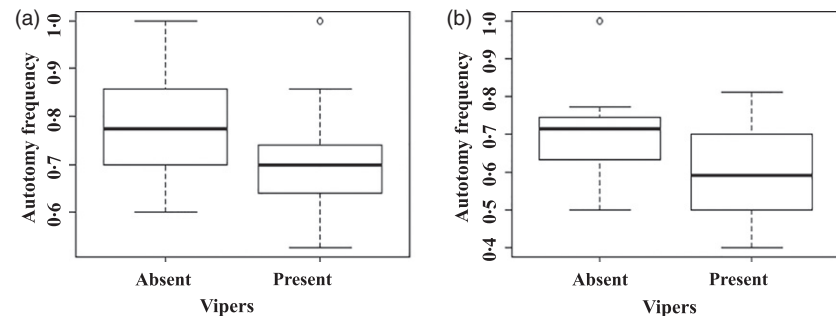 (a)
Autotomy frequency
1·0
0·9
0·8
0·7
0·6
Absent
Present
Vipers
(b)
Autotomy frequency
1·0
0·9
0·8
0·7
0·6
0·5
0·4
Absent
Present
Vipers